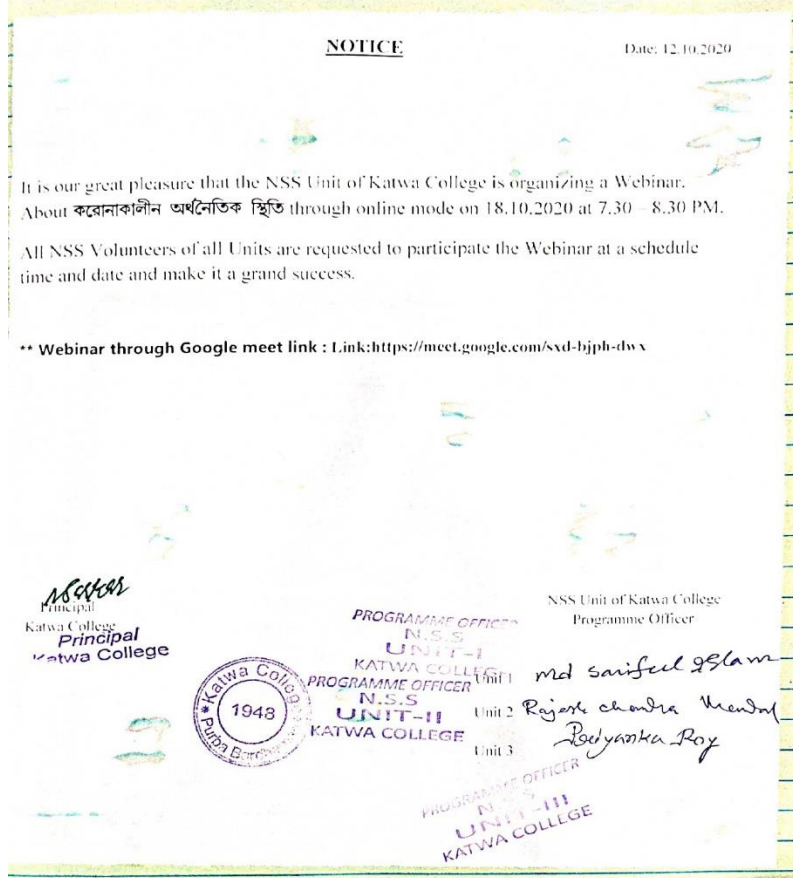 NOTICE
Date: 12.10.2020
It is our great pleasure that the NSS Unit of Katwa College is organizing a Webinar.
About করোনাকালীন অর্থনৈতিক স্থিতি through online mode on 18.10.2020 at 7.30 – 8.30 PM.
All NSS Volunteers of all Units are requested to participate the Webinar at a schedule
time and date and make it a grand success.
** Webinar through Google meet link : Link:https://meet.google.com/sxd-bjph-dwx
Principal
Katwa College
Principal
Katwa College
Katwa College
1948
Purba
PROGRAMME OFFICER
N.S.S
UNIT-I
KATWA COLLEGE
PROGRAMME OFFICER
N.S.S
UNIT-II
KATWA COLLEGE
NSS Unit of Katwa College
Programme Officer
Unit 1 Md Sariful Islam
Unit 2 Rajesh Chandra Mondal
Unit 3 Priyanka Roy
PROGRAMME OFFICER
N.S.S
UNIT-III
KATWA COLLEGE